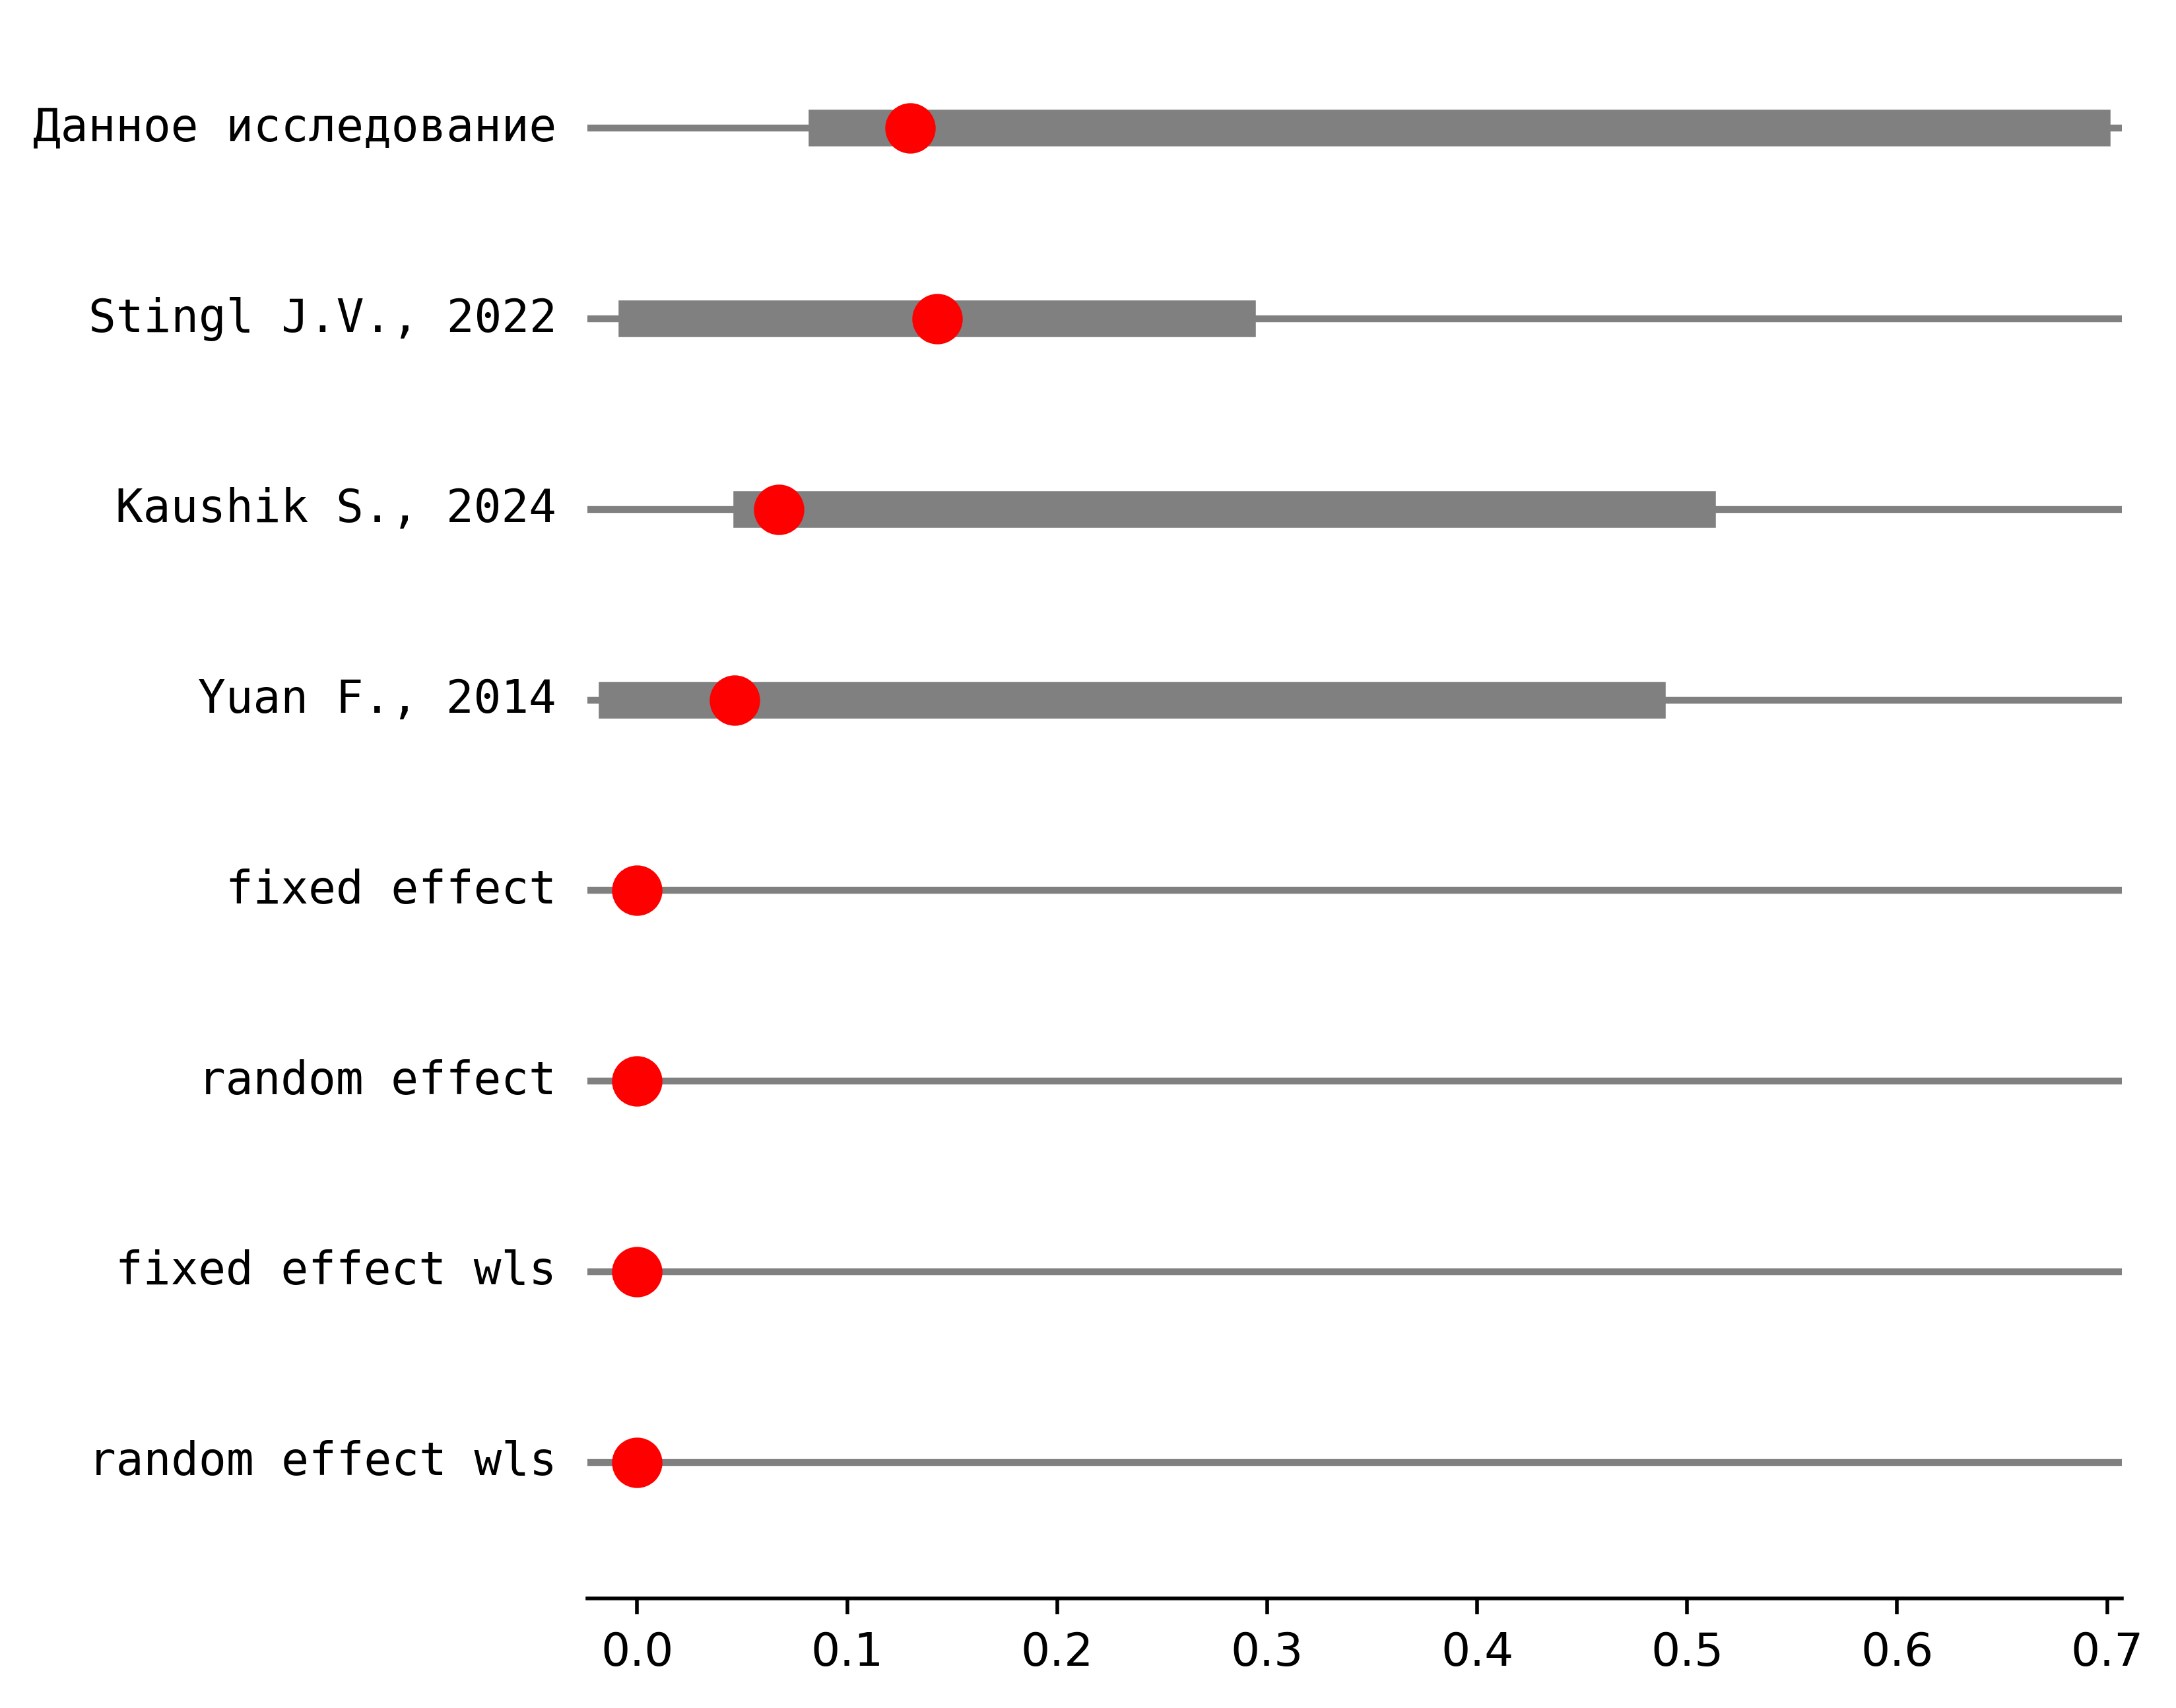 Данное исследование
Stingl J.V., 2022
Kaushik S., 2024
Yuan F., 2014
fixed effect
random effect
fixed effect wls
random effect wls
0.0 0.1 0.2 0.3 0.4 0.5 0.6 0.7